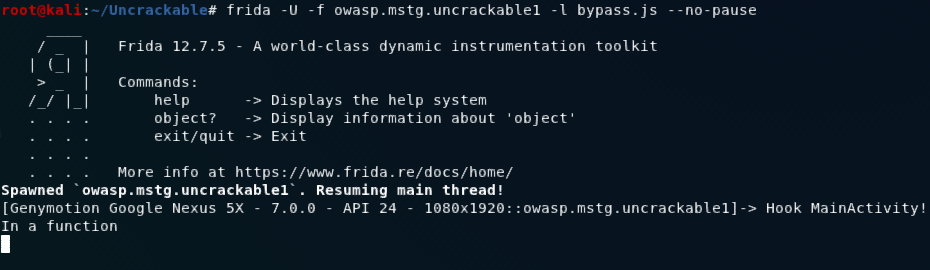 root@kali:~/Uncrackable# frida -U -f owasp.mstg.uncrackable1 -l bypass.js --no-pause
     ____
    / _  |   Frida 12.7.5 - A world-class dynamic instrumentation toolkit
   | (_| |
    > _  |   Commands:
   /_/ |_|       help      -> Displays the help system
   . . . .       object?   -> Display information about 'object'
   . . . .       exit/quit -> Exit
   . . . .
   . . . .   More info at https://www.frida.re/docs/home/
Spawned `owasp.mstg.uncrackable1`. Resuming main thread!
[Genymotion Google Nexus 5X - 7.0.0 - API 24 - 1080x1920::owasp.mstg.uncrackable1]-> Hook MainActivity!
In a function